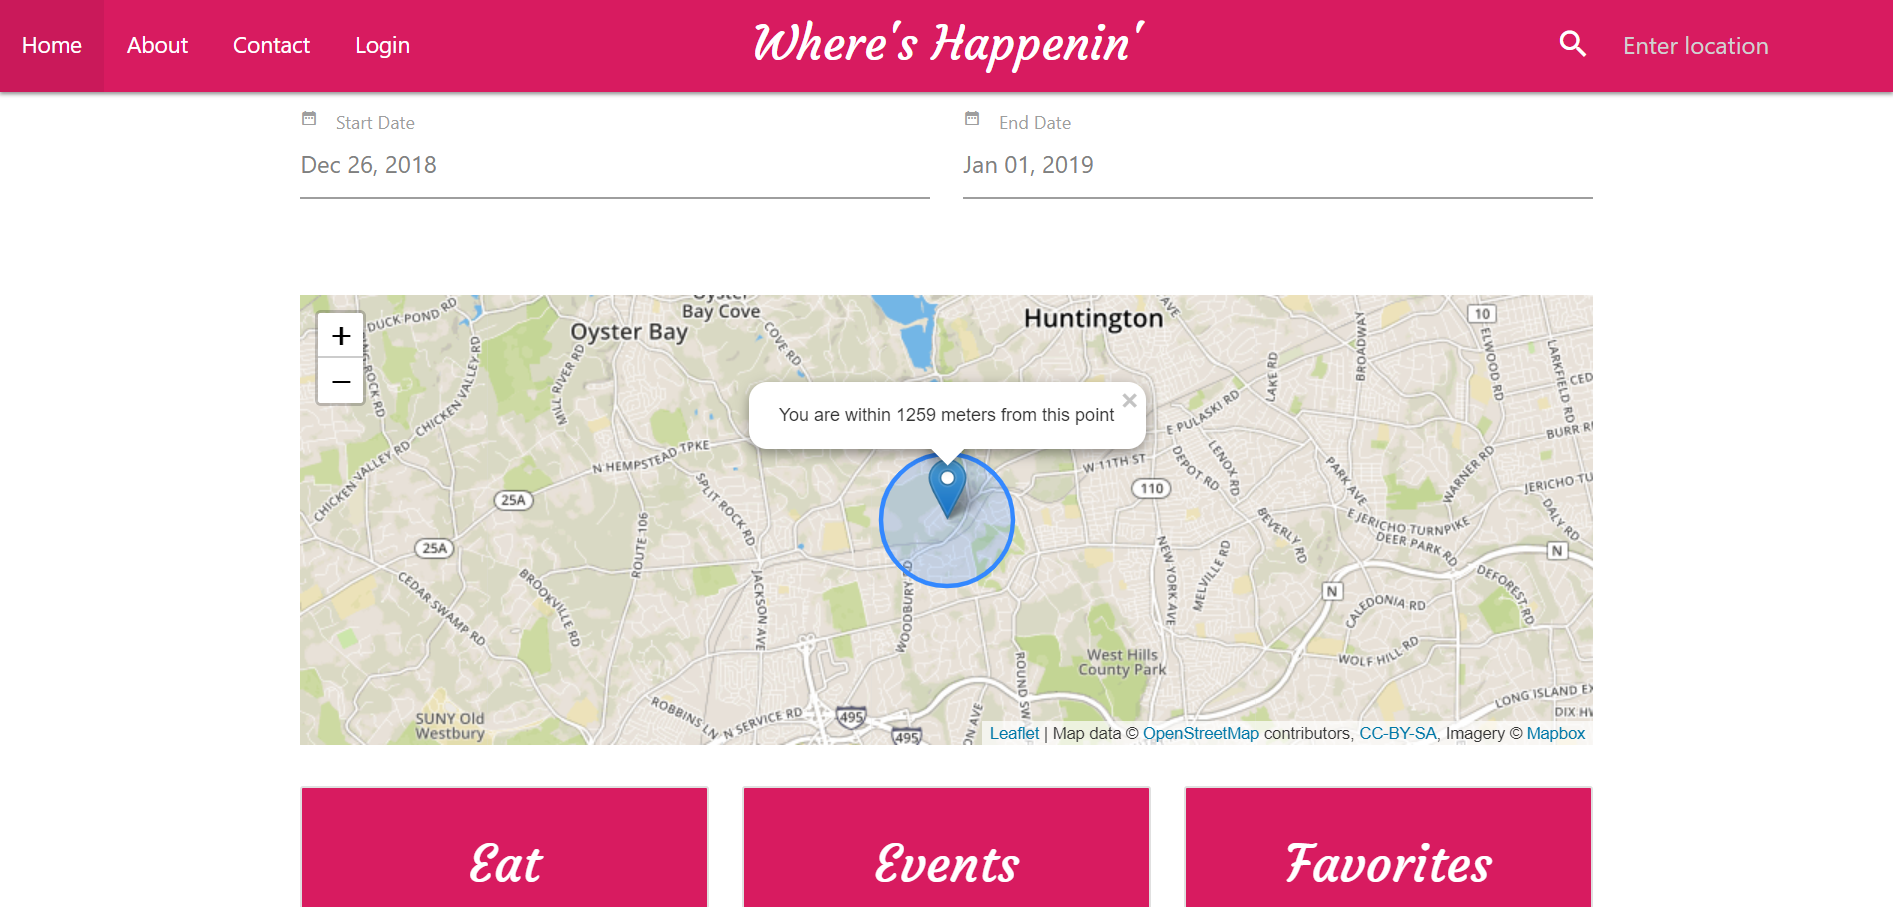 Home
About
Contact
Login
Where's Happenin'
Enter location
Start Date
Dec 26, 2018
End Date
Jan 01, 2019
+
−
DUCK POND RD
Oyster
Bay Cove
Oyster Bay
COVE RD
Huntington
10
CHICKEN VALLEY RD
MILL RIVER RD
LAKE RD
BROADWAY
ELWOOD RD
LARKFIELD RD
You are within 1259 meters from this point
×
E PULASKI RD
CHICKEN VALLEY RD
N HEMPSTEAD TPKE
W 11TH ST
DEPOT RD
LENOX RD
PARK AVE
WARNER RD
BURR
25A
110
SPLIT ROCK RD
JERICHO
BEVERLY RD
E JERICHO TURNPIKE
DEER PARK RD
DALY RD
ROUTE 106
25A
N
CEDAR SWAMP RD
BROOKVILLE RD
JACKSON AVE
WOODBURY RD
NEW YORK AVE
MELVILLE RD
N
CALEDONIA RD
DEFOREST RD
West Hills
County Park
WOLF HILL RD
SUNY Old
Westbury
ROBBINS LN
N SERVICE RD
495
495
ROUND SWA
LONG ISLAND EX
DIX H
Leaflet | Map data © OpenStreetMap contributors, CC-BY-SA, Imagery © Mapbox
Eat
Events
Favorites